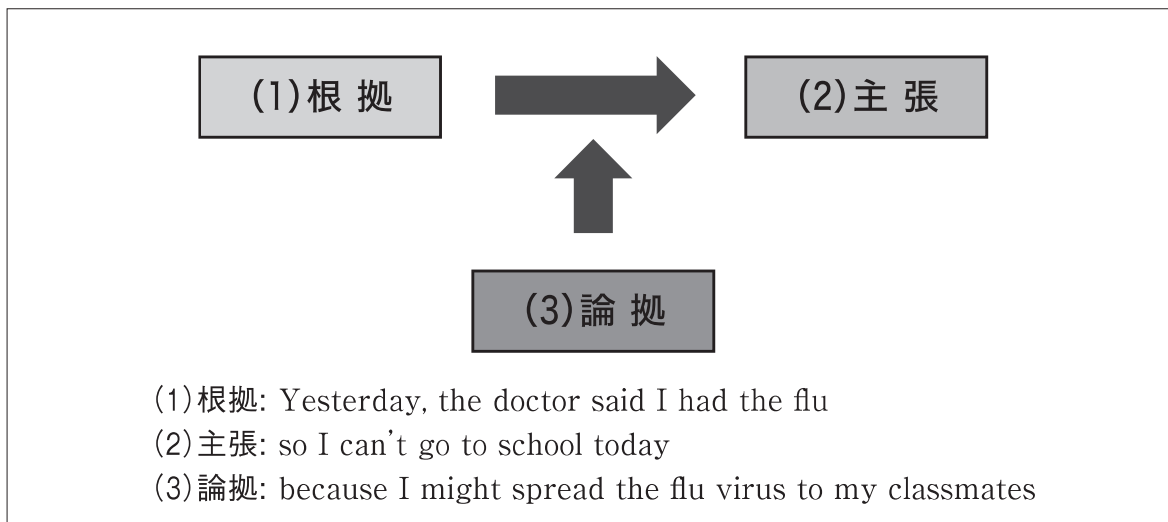 (1)根 拠
(2)主 張
(3)論 拠
(1)根拠: Yesterday, the doctor said I had the flu
(2)主張: so I can't go to school today
(3)論拠: because I might spread the flu virus to my classmates